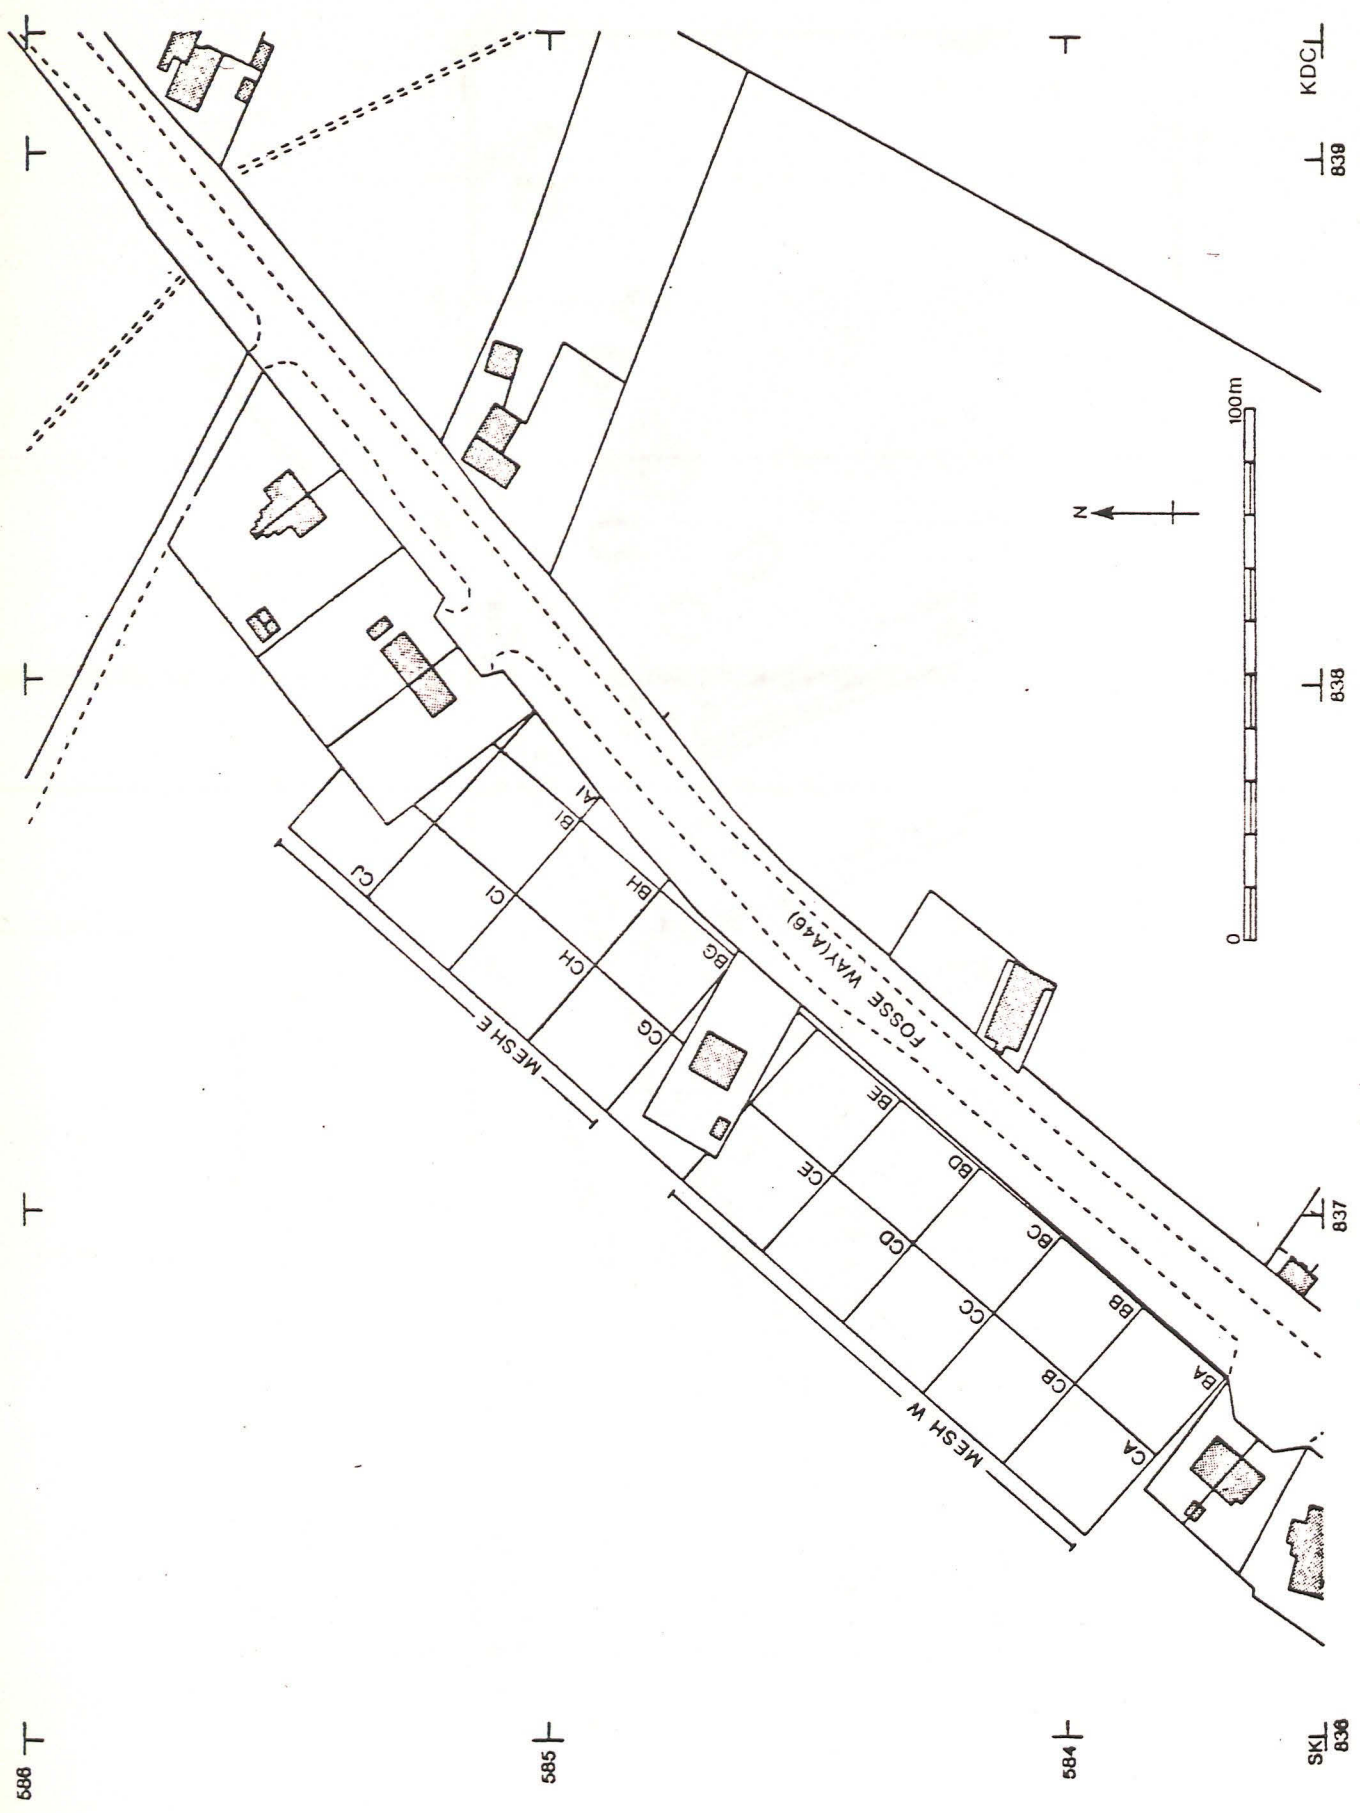 586
585
584
SK
836
837
838
839
KDC
N
0
100m
FOSSE WAY (A46)
MESH E
MESH W
AI
BI
BH
BG
CJ
CI
CH
CG
BE
BD
BC
BB
BA
CE
CD
CC
CB
CA